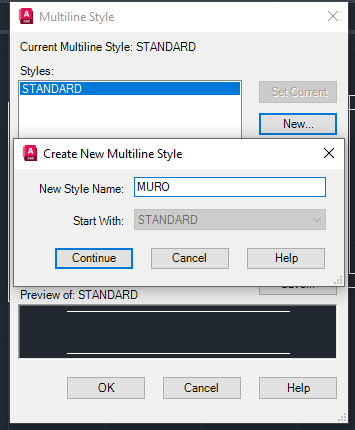 Multiline Style
Current Multiline Style: STANDARD
Styles:
STANDARD
Set Current
New...
Create New Multiline Style
New Style Name: MURO
Start With: STANDARD
Continue Cancel Help
Save...
Preview of: STANDARD
OK Cancel Help